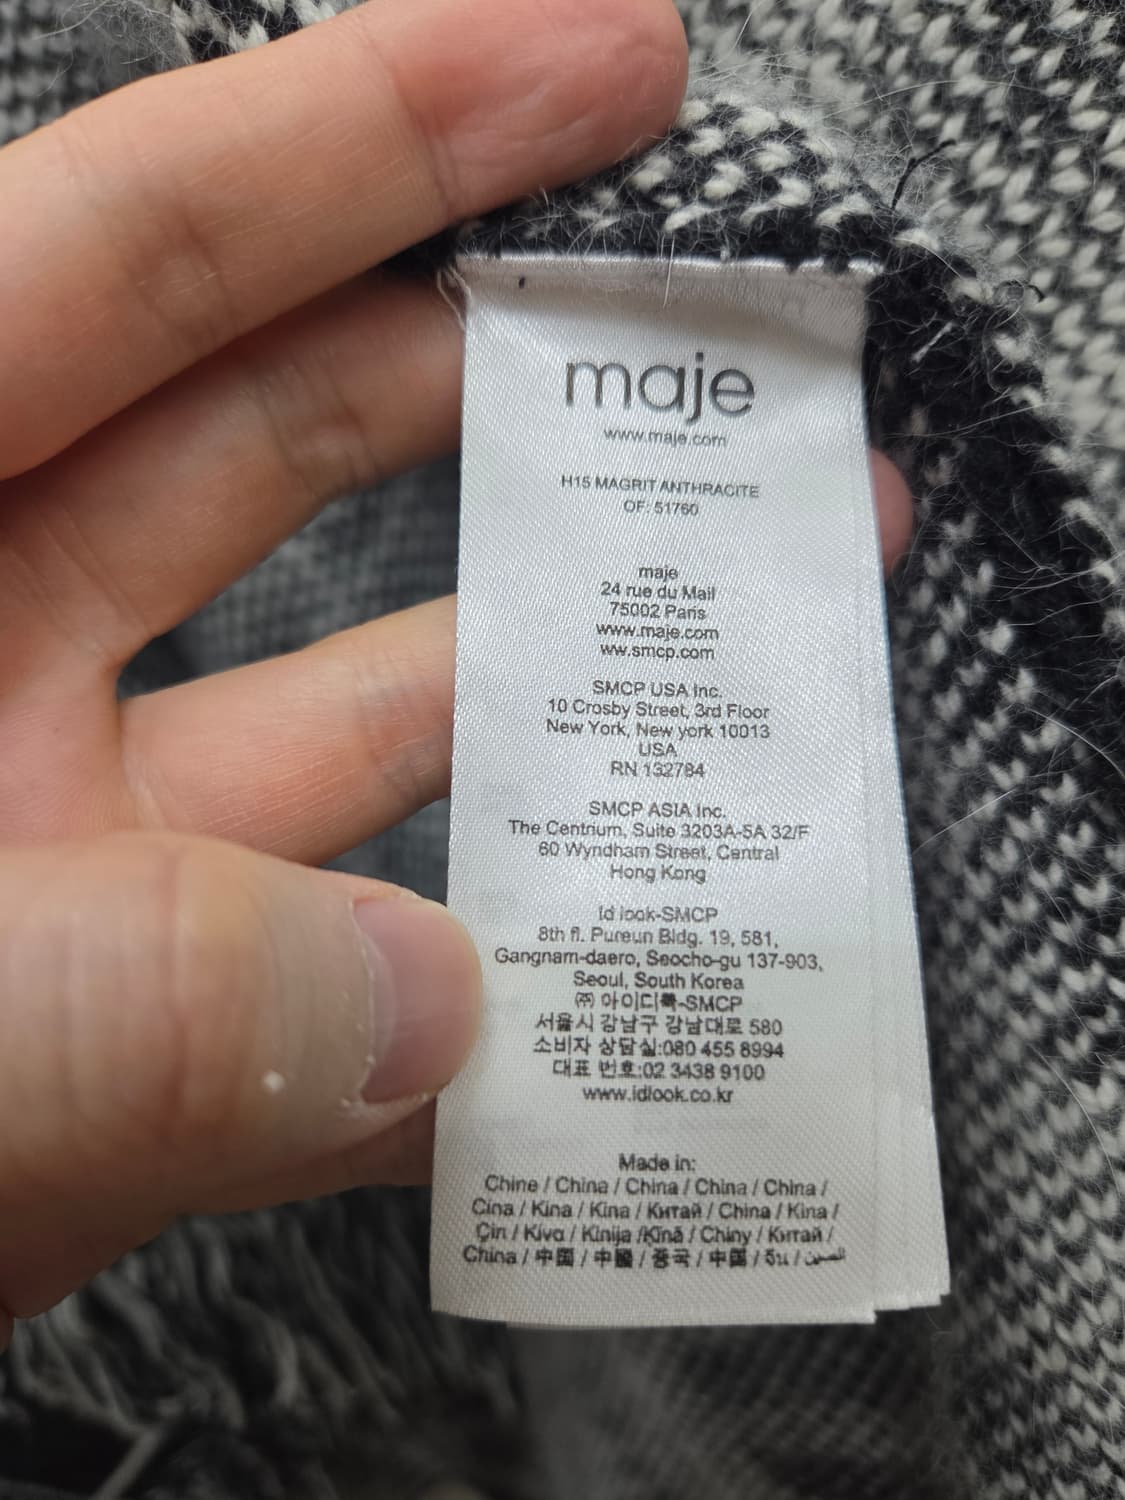 maje
www.maje.com
H15 MAGRIT ANTHRACITE
OF: 51760
maje
24 rue du Mail
75002 Paris
www.maje.com
ww.smcp.com
SMCP USA Inc.
10 Crosby Street, 3rd Floor
New York, New york 10013
USA
RN 132784
SMCP ASIA Inc.
The Centrium, Suite 3203A-5A 32/F
60 Wyndham Street, Central
Hong Kong
Id look-SMCP
8th fl. Pureun Bldg. 19, 581,
Gangnam-daero, Seocho-gu 137-903,
Seoul, South Korea
㈜ 아이디룩-SMCP
서울시 강남구 강남대로 580
소비자 상담실:080 455 8994
대표 번호:02 3438 9100
www.idlook.co.kr
Made in:
Chine / China / China / China / China /
Cina / Kina / Kina / Китай / China / Kina /
Çin / Kίνα / Kinija /Ķīnā / Chiny / Китай /
China / 中国 / 中國 / 중국 / 中国 / จีน / الصين